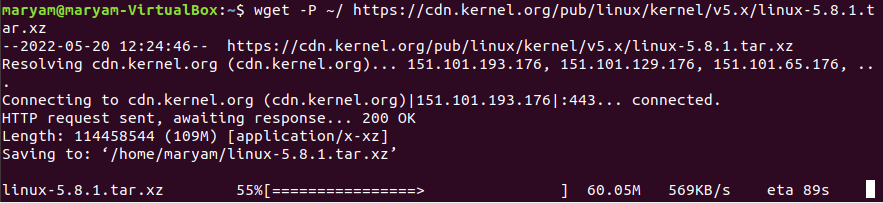 maryam@maryam-VirtualBox:~$ wget -P ~/ https://cdn.kernel.org/pub/linux/kernel/v5.x/linux-5.8.1.t
ar.xz
--2022-05-20 12:24:46--  https://cdn.kernel.org/pub/linux/kernel/v5.x/linux-5.8.1.tar.xz
Resolving cdn.kernel.org (cdn.kernel.org)... 151.101.193.176, 151.101.129.176, 151.101.65.176, ..
.
Connecting to cdn.kernel.org (cdn.kernel.org)|151.101.193.176|:443... connected.
HTTP request sent, awaiting response... 200 OK
Length: 114458544 (109M) [application/x-xz]
Saving to: ‘/home/maryam/linux-5.8.1.tar.xz’
linux-5.8.1.tar.xz         55%[================>                 ]  60.05M   569KB/s    eta 89s